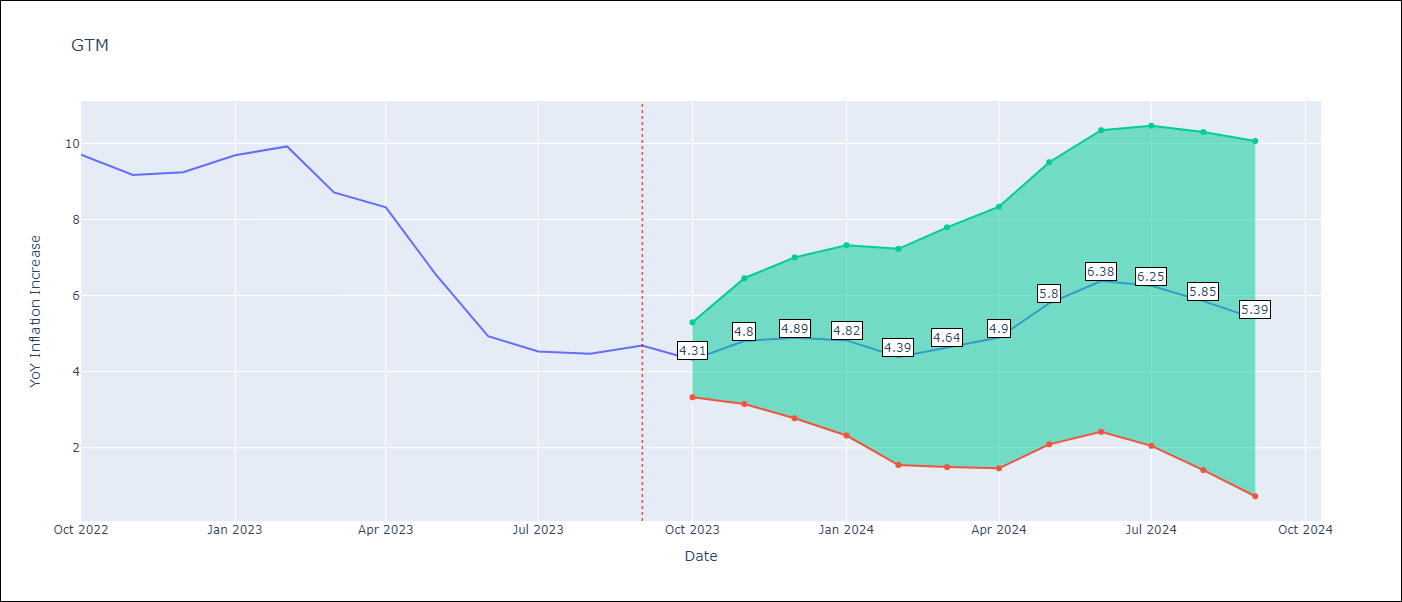 GTM
YoY Inflation Increase
10
8
6
4
2
4.31
4.8
4.89
4.82
4.39
4.64
4.9
5.8
6.38
6.25
5.85
5.39
Oct 2022
Jan 2023
Apr 2023
Jul 2023
Oct 2023
Jan 2024
Apr 2024
Jul 2024
Oct 2024
Date